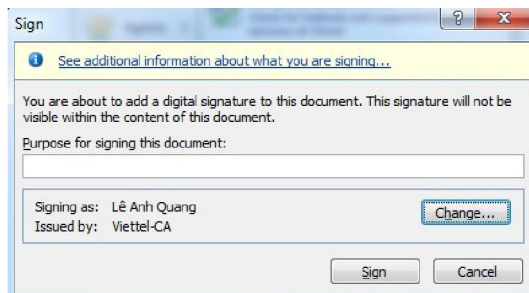 Sign
See additional information about what you are signing...
You are about to add a digital signature to this document. This signature will not be
visible within the content of this document.
Purpose for signing this document:
Signing as: Lê Anh Quang
Change...
Issued by: Viettel-CA
Sign Cancel